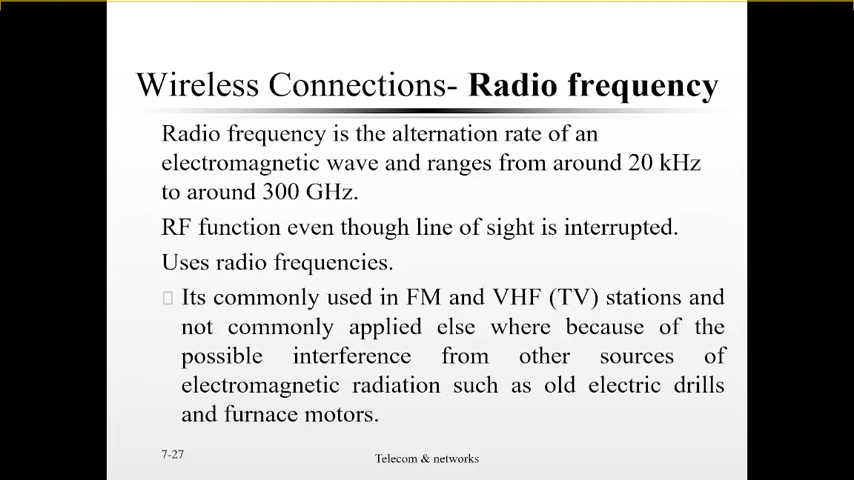 Wireless Connections- Radio frequency
Radio frequency is the alternation rate of an
electromagnetic wave and ranges from around 20 kHz
to around 300 GHz.
RF function even though line of sight is interrupted.
Uses radio frequencies.
Its commonly used in FM and VHF (TV) stations and
not commonly applied else where because of the
possible interference from other sources of
electromagnetic radiation such as old electric drills
and furnace motors.
7-27
Telecom & networks